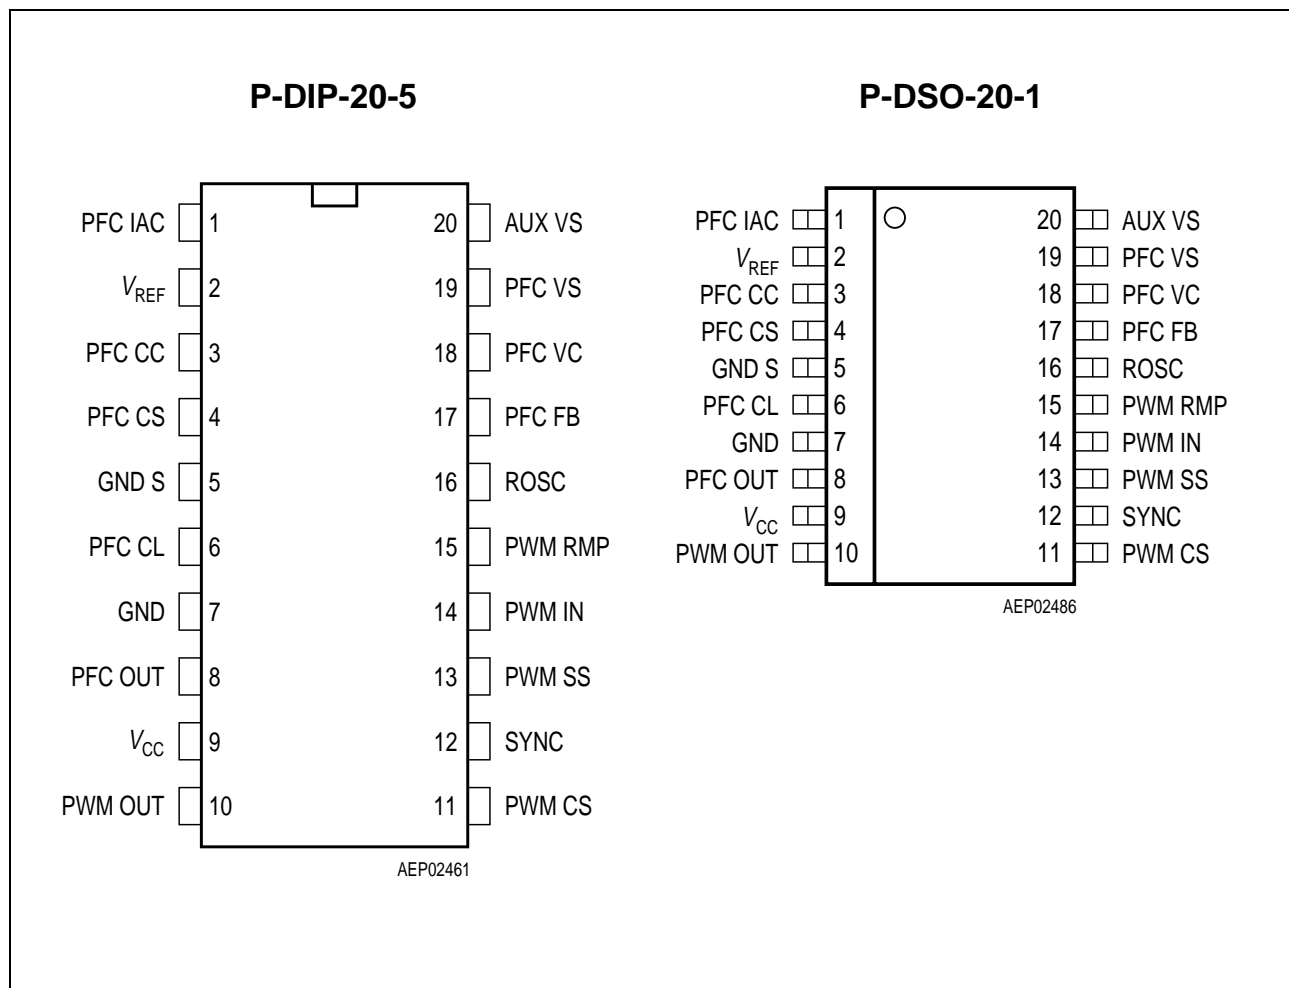 P-DIP-20-5
PFC IAC 1 20 AUX VS
VREF 2 19 PFC VS
PFC CC 3 18 PFC VC
PFC CS 4 17 PFC FB
GND S 5 16 ROSC
PFC CL 6 15 PWM RMP
GND 7 14 PWM IN
PFC OUT 8 13 PWM SS
VCC 9 12 SYNC
PWM OUT 10 11 PWM CS
AEP02461
P-DSO-20-1
PFC IAC 1 20 AUX VS
VREF 2 19 PFC VS
PFC CC 3 18 PFC VC
PFC CS 4 17 PFC FB
GND S 5 16 ROSC
PFC CL 6 15 PWM RMP
GND 7 14 PWM IN
PFC OUT 8 13 PWM SS
VCC 9 12 SYNC
PWM OUT 10 11 PWM CS
AEP02486